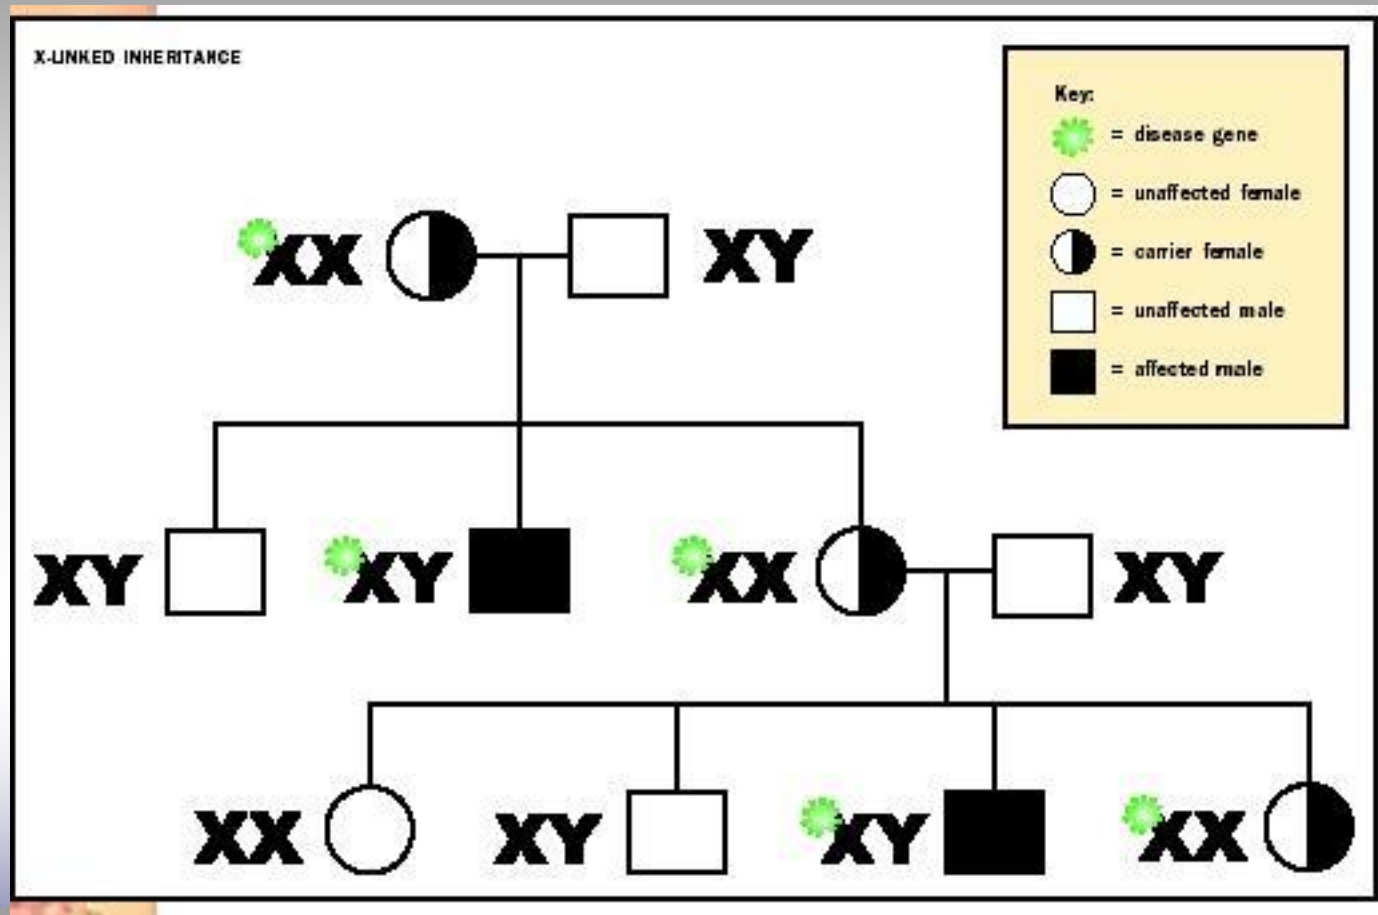 X-LINKED INHERITANCE
Key:
= disease gene
= unaffected female
= carrier female
= unaffected male
= affected male
XX
XY
XY
XY
XX
XY
XX
XY
XY
XX